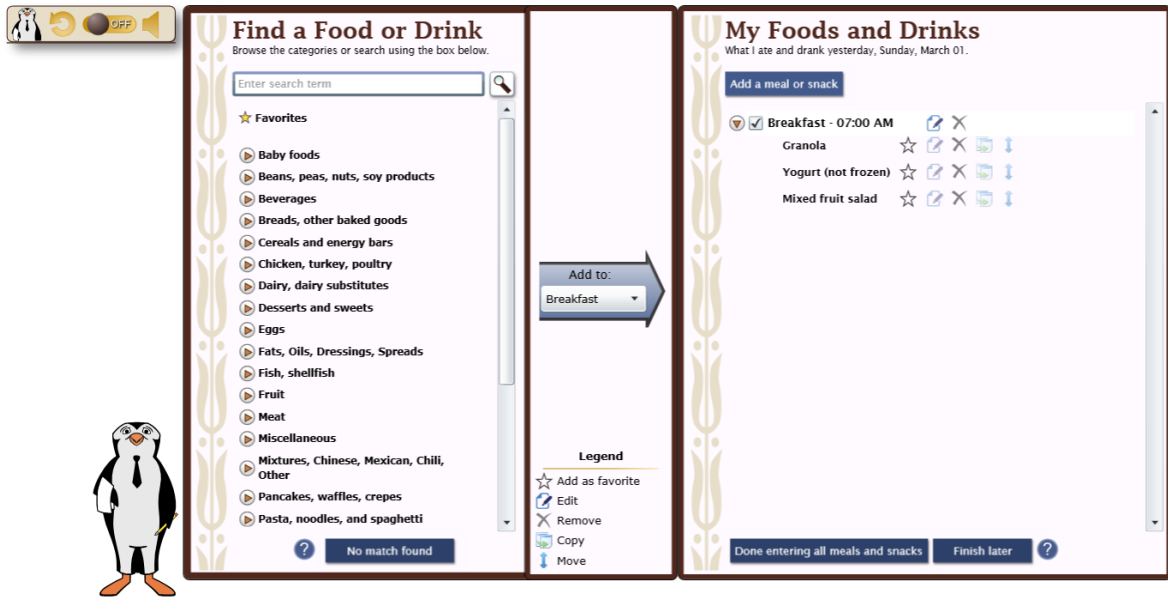 OFF
Find a Food or Drink
Browse the categories or search using the box below.
Enter search term
Favorites
Baby foods
Beans, peas, nuts, soy products
Beverages
Breads, other baked goods
Cereals and energy bars
Chicken, turkey, poultry
Dairy, dairy substitutes
Desserts and sweets
Eggs
Fats, Oils, Dressings, Spreads
Fish, shellfish
Fruit
Meat
Miscellaneous
Mixtures, Chinese, Mexican, Chili,
Other
Pancakes, waffles, crepes
Pasta, noodles, and spaghetti
? No match found
Add to:
Breakfast
Legend
Add as favorite
Edit
Remove
Copy
Move
My Foods and Drinks
What I ate and drank yesterday, Sunday, March 01.
Add a meal or snack
Breakfast - 07:00 AM
Granola
Yogurt (not frozen)
Mixed fruit salad
Done entering all meals and snacks Finish later ?